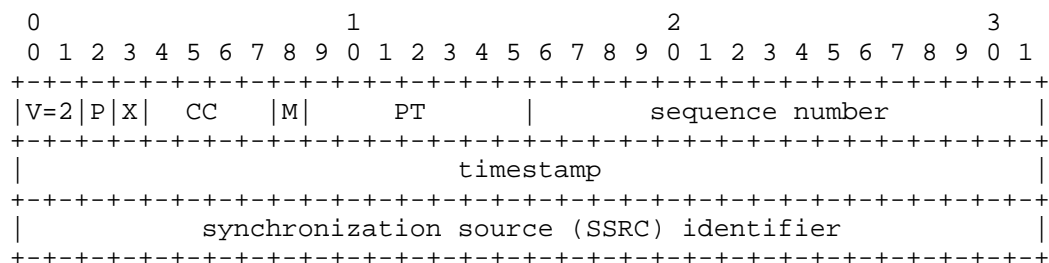 0                   1                   2                   3
 0 1 2 3 4 5 6 7 8 9 0 1 2 3 4 5 6 7 8 9 0 1 2 3 4 5 6 7 8 9 0 1
+-+-+-+-+-+-+-+-+-+-+-+-+-+-+-+-+-+-+-+-+-+-+-+-+-+-+-+-+-+-+-+-+
|V=2|P|X|  CC   |M|     PT      |       sequence number         |
+-+-+-+-+-+-+-+-+-+-+-+-+-+-+-+-+-+-+-+-+-+-+-+-+-+-+-+-+-+-+-+-+
|                           timestamp                           |
+-+-+-+-+-+-+-+-+-+-+-+-+-+-+-+-+-+-+-+-+-+-+-+-+-+-+-+-+-+-+-+-+
|           synchronization source (SSRC) identifier            |
+-+-+-+-+-+-+-+-+-+-+-+-+-+-+-+-+-+-+-+-+-+-+-+-+-+-+-+-+-+-+-+-+